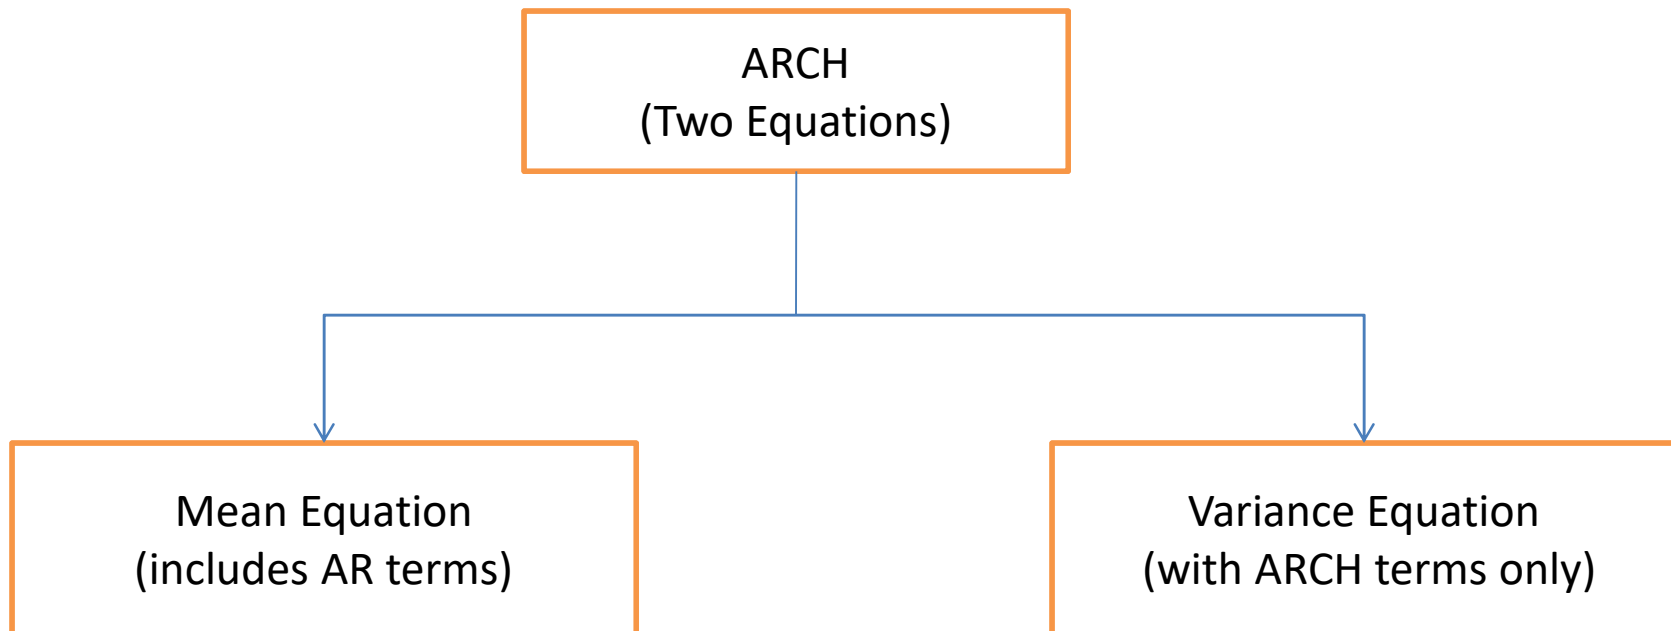 ARCH
(Two Equations)
Mean Equation
(includes AR terms)
Variance Equation
(with ARCH terms only)